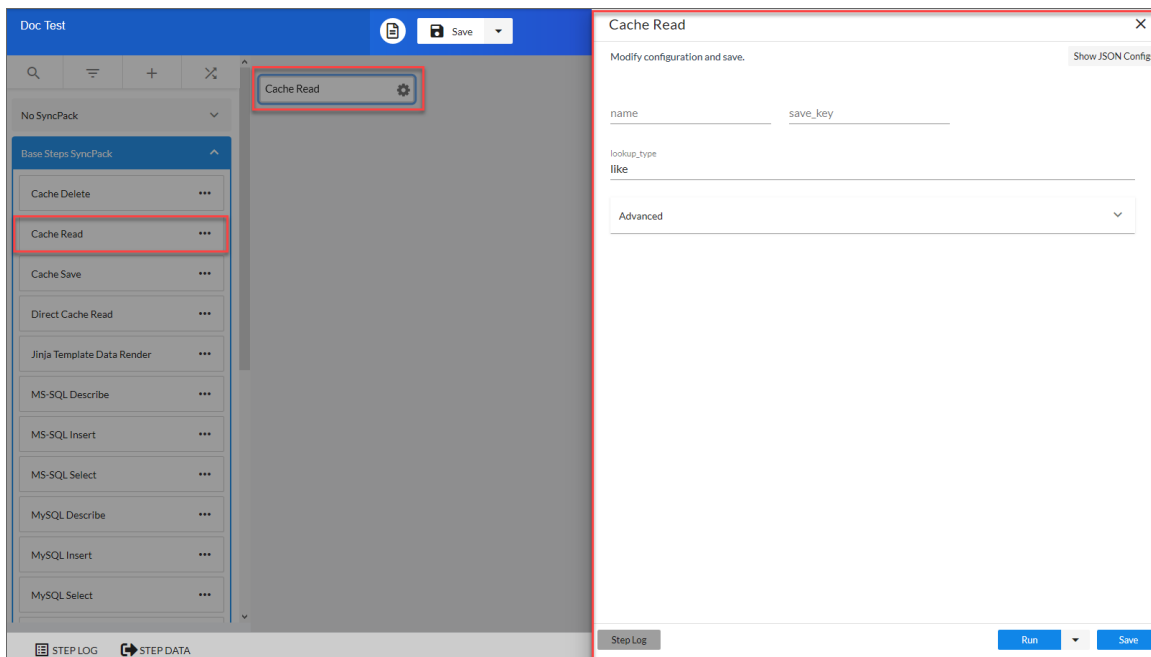 Doc Test
Save
No SyncPack
Base Steps SyncPack
Cache Delete
Cache Read
Cache Save
Direct Cache Read
Jinja Template Data Render
MS-SQL Describe
MS-SQL Insert
MS-SQL Select
MySQL Describe
MySQL Insert
MySQL Select
STEP LOG
STEP DATA
Cache Read
Cache Read
Modify configuration and save.
Show JSON Config
name
save_key
lookup_type
like
Advanced
Step Log
Run
Save